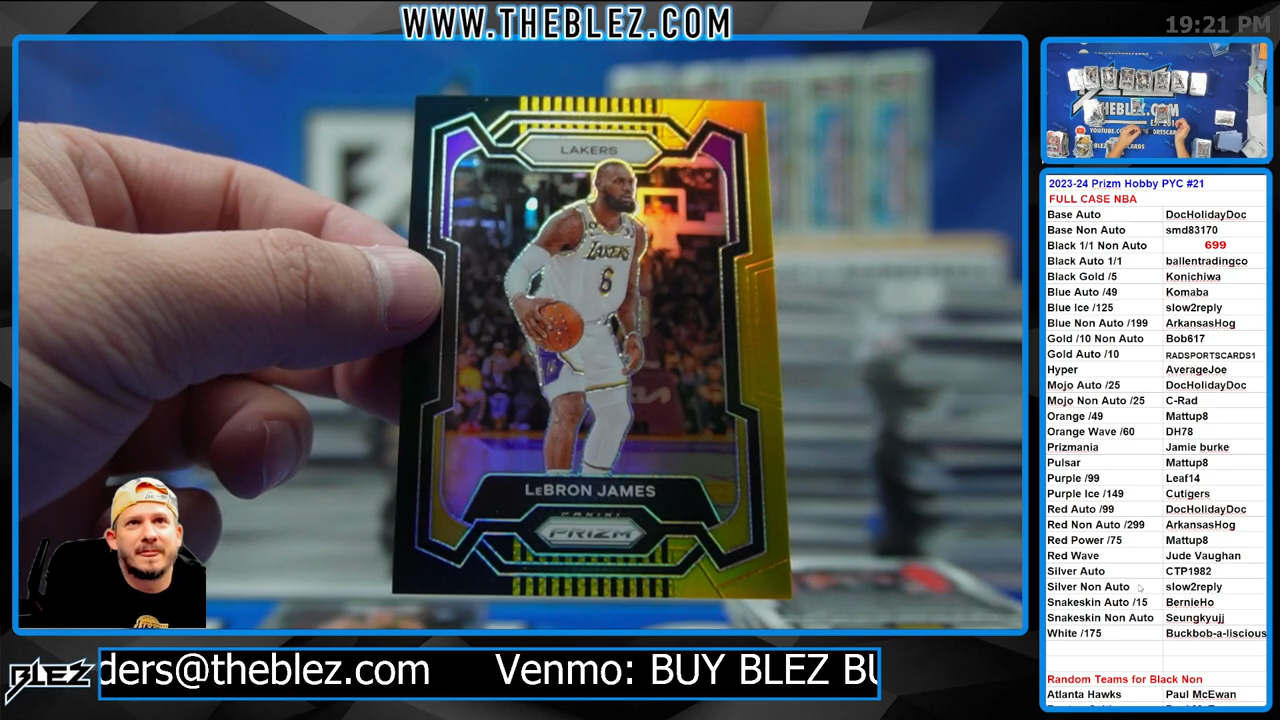 WWW.THEBLEZ.COM
19:21 PM
LAKERS
LAKERS
6
LEBRON JAMES
PANINI
PRIZM
THEBLEZ.COM
2023-24 Prizm Hobby PYC #21
FULL CASE NBA
Base Auto DocHolidayDoc
Base Non Auto smd83170
Black 1/1 Non Auto 699
Black Auto 1/1 ballentradingco
Black Gold /5 Konichiwa
Blue Auto /49 Komaba
Blue Ice /125 slow2reply
Blue Non Auto /199 ArkansasHog
Gold /10 Non Auto Bob617
Gold Auto /10 RADSPORTSCARDS1
Hyper AverageJoe
Mojo Auto /25 DocHolidayDoc
Mojo Non Auto /25 C-Rad
Orange /49 Mattup8
Orange Wave /60 DH78
Prizmania Jamie burke
Pulsar Mattup8
Purple /99 Leaf14
Purple Ice /149 Cutigers
Red Auto /99 DocHolidayDoc
Red Non Auto /299 ArkansasHog
Red Power /75 Mattup8
Red Wave Jude Vaughan
Silver Auto CTP1982
Silver Non Auto slow2reply
Snakeskin Auto /15 BernieHo
Snakeskin Non Auto Seungkyujj
White /175 Buckbob-a-liscious
Random Teams for Black Non
Atlanta Hawks Paul McEwan
BLEZ
ders@theblez.com Venmo: BUY BLEZ BU